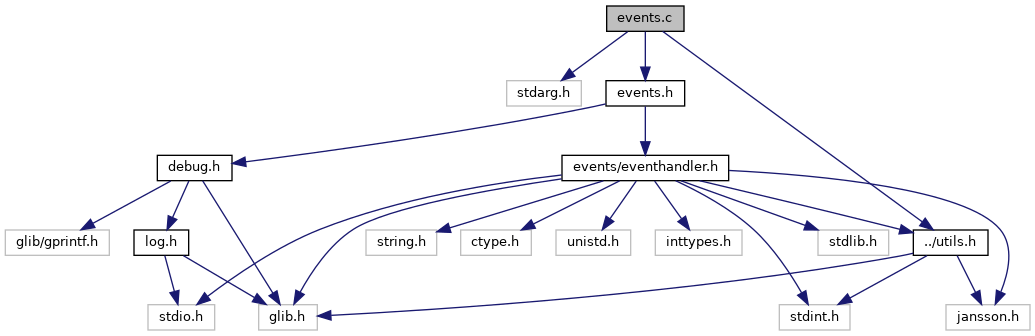 events.c
stdarg.h
events.h
debug.h
events/eventhandler.h
glib/gprintf.h
log.h
string.h
ctype.h
unistd.h
inttypes.h
stdlib.h
../utils.h
stdio.h
glib.h
stdint.h
jansson.h